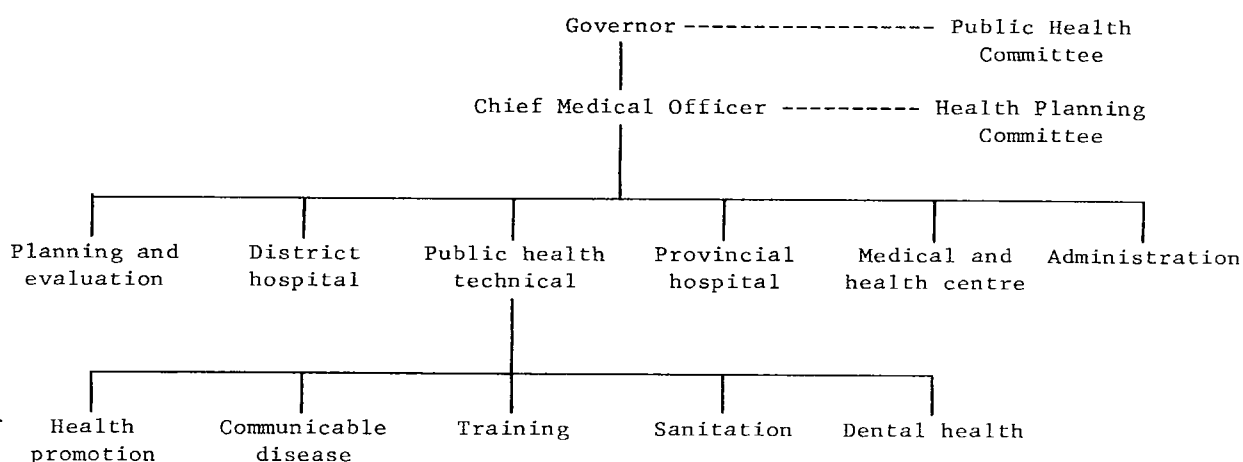 Governor ------------------ Public Health
Committee
Chief Medical Officer ---------- Health Planning
Committee
Planning and evaluation
District hospital
Public health technical
Provincial hospital
Medical and health centre
Administration
Health promotion
Communicable disease
Training
Sanitation
Dental health